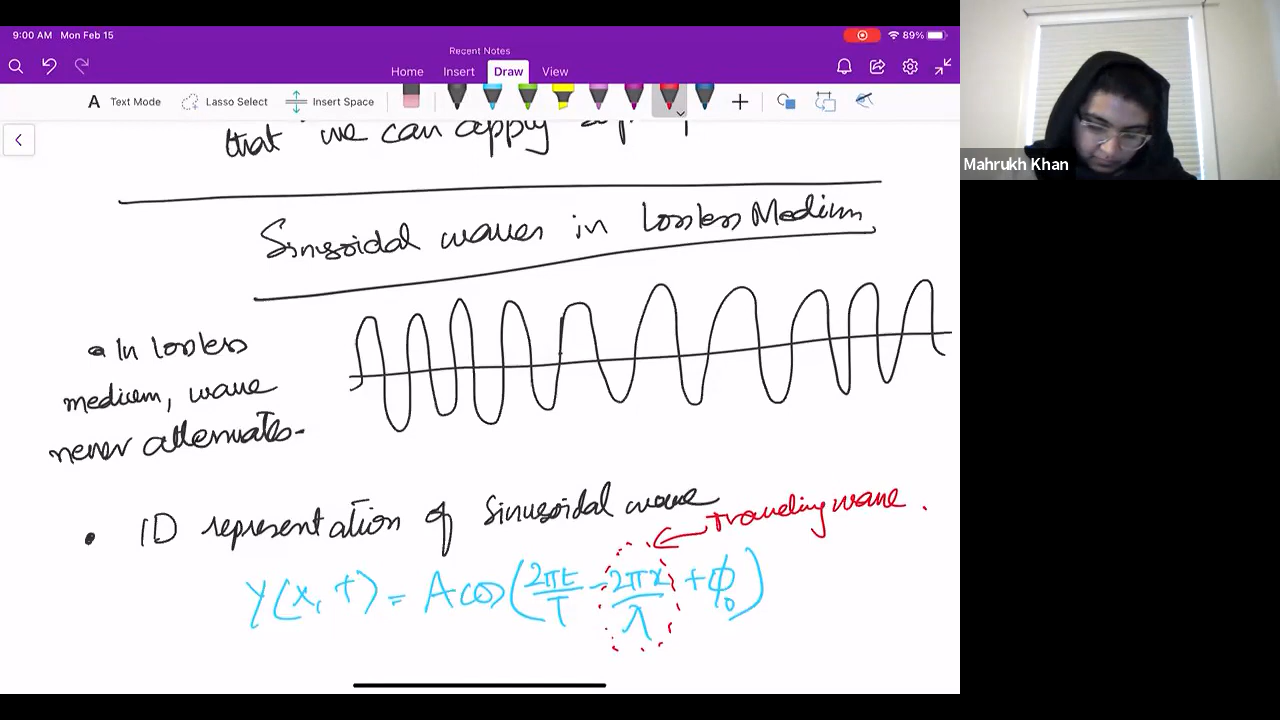 9:00 AM Mon Feb 15
89%
Recent Notes
Home Insert Draw View
Text Mode Lasso Select Insert Space
Mahrukh Khan
that we can apply
Sinusoidal waves in lossless Medium
• In lossless
medium, wave
never attenuates.
• 1D representation of sinusoidal wave
traveling wave.
y(x, t) = A cos(2πt/T - 2πx/λ + φ₀)